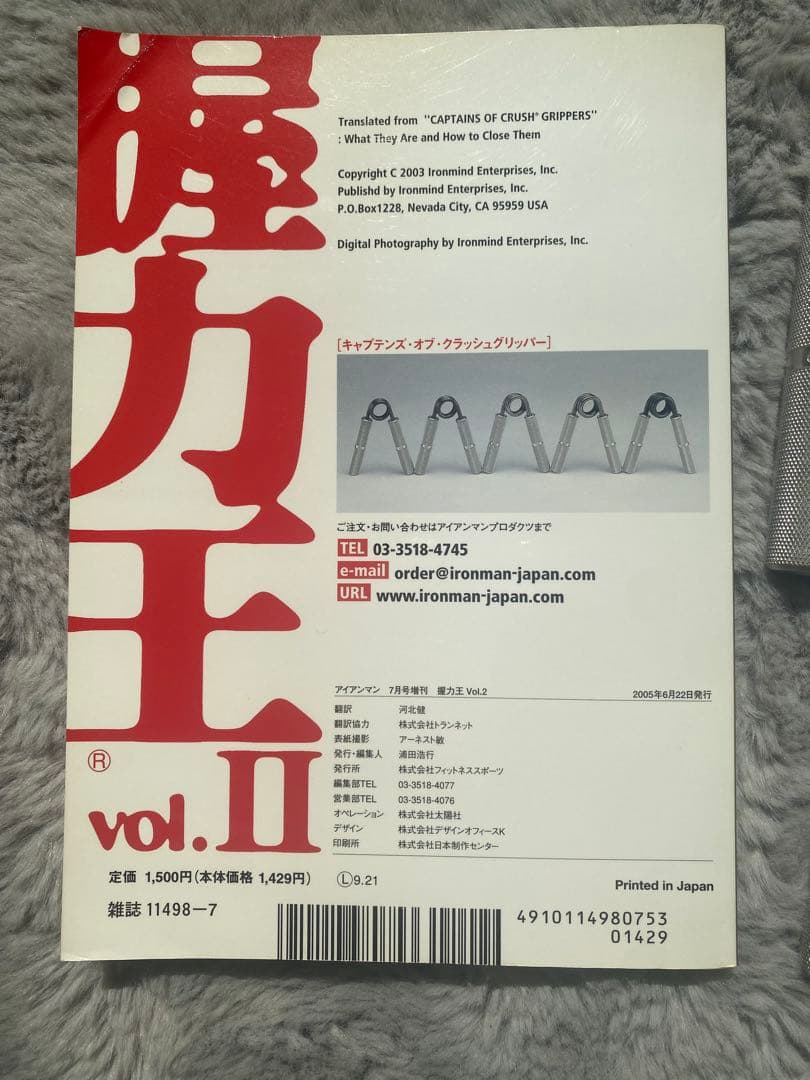 握力王
®
vol.II
Translated from "CAPTAINS OF CRUSH® GRIPPERS"
: What They Are and How to Close Them
Copyright C 2003 Ironmind Enterprises, Inc.
Publishd by Ironmind Enterprises, Inc.
P.O.Box1228, Nevada City, CA 95959 USA
Digital Photography by Ironmind Enterprises, Inc.
[キャプテンズ・オブ・クラッシュグリッパー]
ご注文・お問い合わせはアイアンマンプロダクツまで
TEL 03-3518-4745
e-mail order@ironman-japan.com
URL www.ironman-japan.com
アイアンマン 7月号増刊 握力王 Vol.2 2005年6月22日発行
翻訳 河北健
翻訳協力 株式会社トランネット
表紙撮影 アーネスト敏
発行・編集人 浦田浩行
発行所 株式会社フィットネススポーツ
編集部TEL 03-3518-4077
営業部TEL 03-3518-4076
オペレーション 株式会社太陽社
デザイン 株式会社デザインオフィースK
印刷所 株式会社日本制作センター
定価 1,500円(本体価格 1,429円) Ⓛ9.21
Printed in Japan
雑誌 11498-7
4910114980753
01429